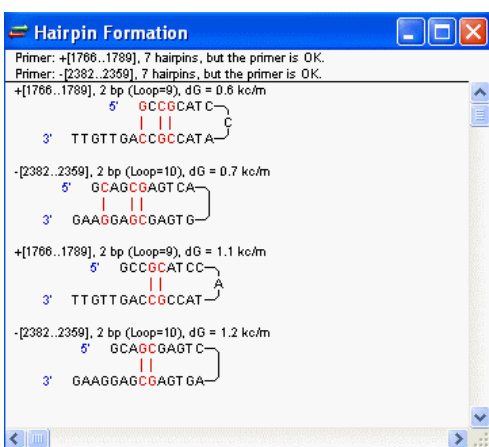 Hairpin Formation
Primer: +[1766..1789], 7 hairpins, but the primer is OK.
Primer: -[2382..2359], 7 hairpins, but the primer is OK.
+[1766..1789], 2 bp (Loop=9), dG = 0.6 kc/m
5' GCCGCATC
C
3' TTGTTGACCGCCATA
-[2382..2359], 2 bp (Loop=10), dG = 0.7 kc/m
5' GCAGCGAGTCA
3' GAAGGAGCGAGTG
+[1766..1789], 2 bp (Loop=9), dG = 1.1 kc/m
5' GCCGCATCC
A
3' TTGTTGACCGCCAT
-[2382..2359], 2 bp (Loop=10), dG = 1.2 kc/m
5' GCAGCGAGTC
3' GAAGGAGCGAGTGA